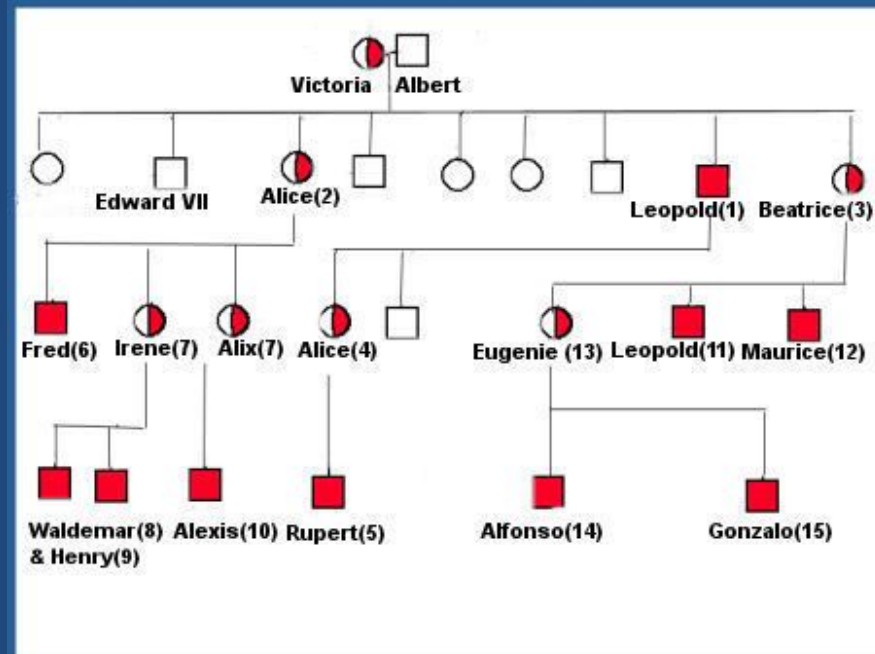 Victoria Albert
Edward VII
Alice(2)
Leopold(1)
Beatrice(3)
Fred(6)
Irene(7)
Alix(7)
Alice(4)
Eugenie (13)
Leopold(11)
Maurice(12)
Waldemar(8)
& Henry(9)
Alexis(10)
Rupert(5)
Alfonso(14)
Gonzalo(15)